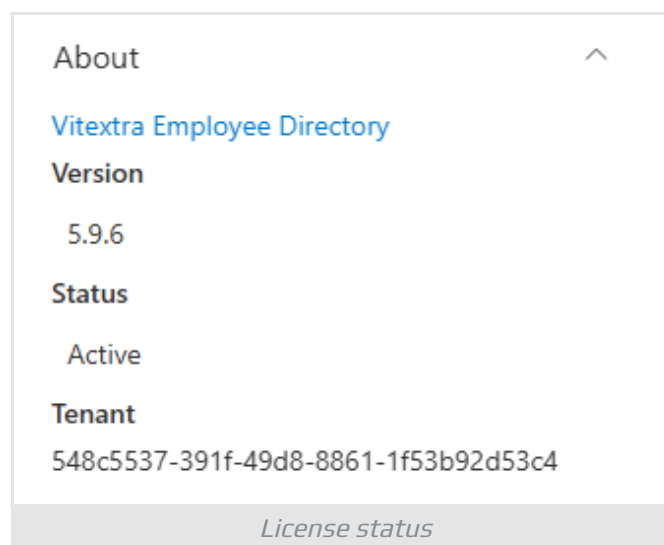 About
Vitextra Employee Directory
Version
5.9.6
Status
Active
Tenant
548c5537-391f-49d8-8861-1f53b92d53c4
License status